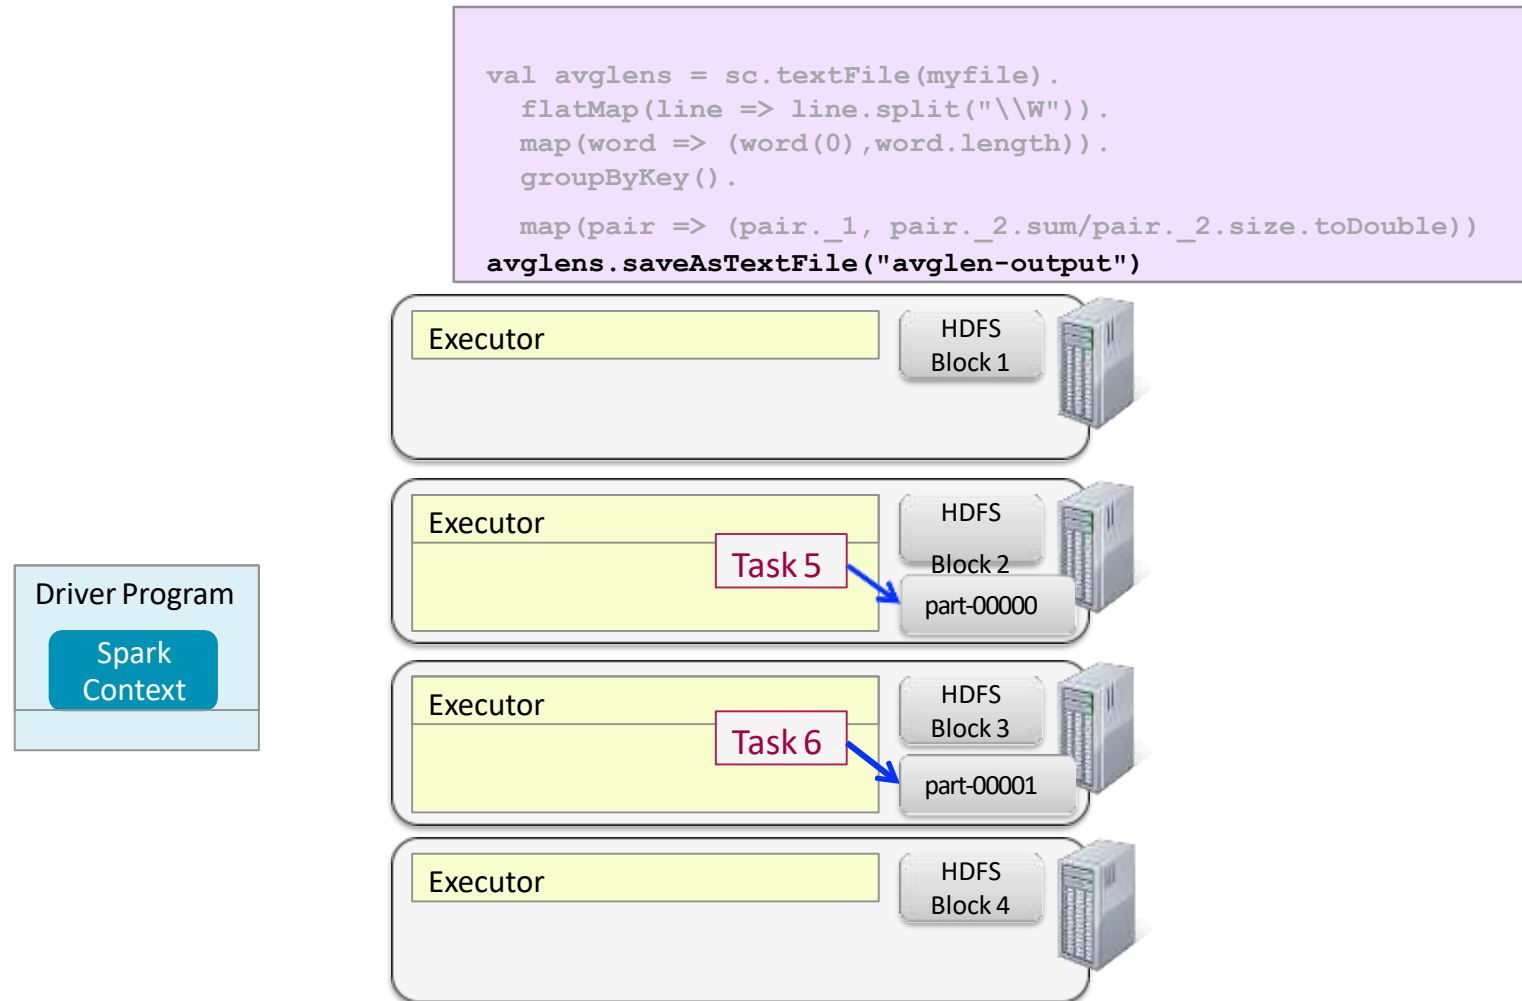 val avglens = sc.textFile(myfile).
flatMap(line => line.split("\\W")).
map(word => (word(0),word.length)).
groupByKey().
map(pair => (pair._1, pair._2.sum/pair._2.size.toDouble))
avglens.saveAsTextFile("avglen-output")
Executor
HDFS
Block 1
Executor
HDFS
Block 2
Task 5
part-00000
Driver Program
Spark
Context
Executor
HDFS
Block 3
Task 6
part-00001
Executor
HDFS
Block 4